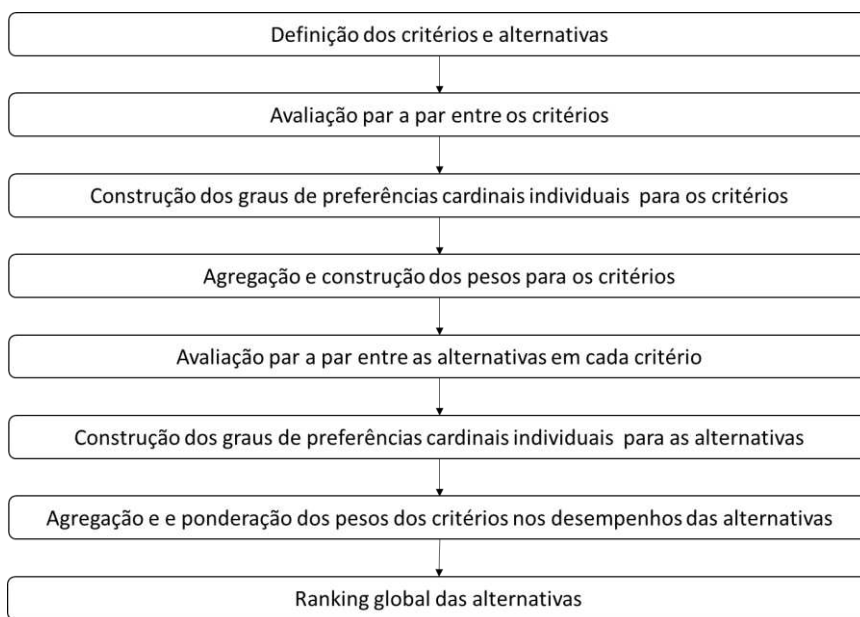 Definição dos critérios e alternativas
Avaliação par a par entre os critérios
Construção dos graus de preferências cardinais individuais para os critérios
Agregação e construção dos pesos para os critérios
Avaliação par a par entre as alternativas em cada critério
Construção dos graus de preferências cardinais individuais para as alternativas
Agregação e e ponderação dos pesos dos critérios nos desempenhos das alternativas
Ranking global das alternativas